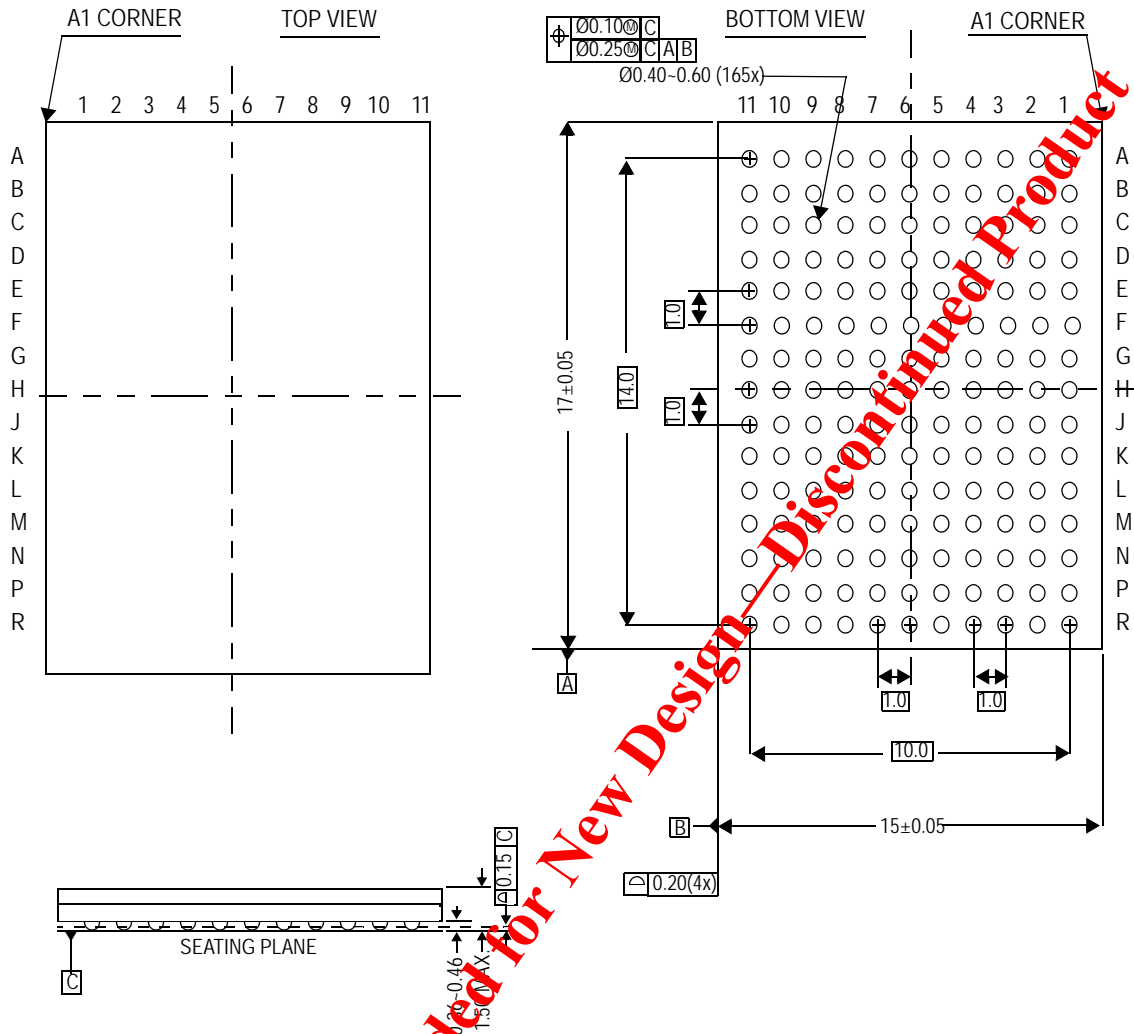 A1 CORNER
TOP VIEW
BOTTOM VIEW
A1 CORNER
Ø0.10Ⓜ C
Ø0.25Ⓜ C A B
Ø0.40~0.60 (165x)
1 2 3 4 5 6 7 8 9 10 11
11 10 9 8 7 6 5 4 3 2 1
A
B
C
D
E
F
G
H
J
K
L
M
N
P
R
A
B
C
D
E
F
G
H
J
K
L
M
N
P
R
17±0.05
14.0
1.0
1.0
A
1.0
1.0
10.0
B
15±0.05
0.20(4x)
0.15 C
SEATING PLANE
C
1.50 MAX.
for New Design—Discontinued Product